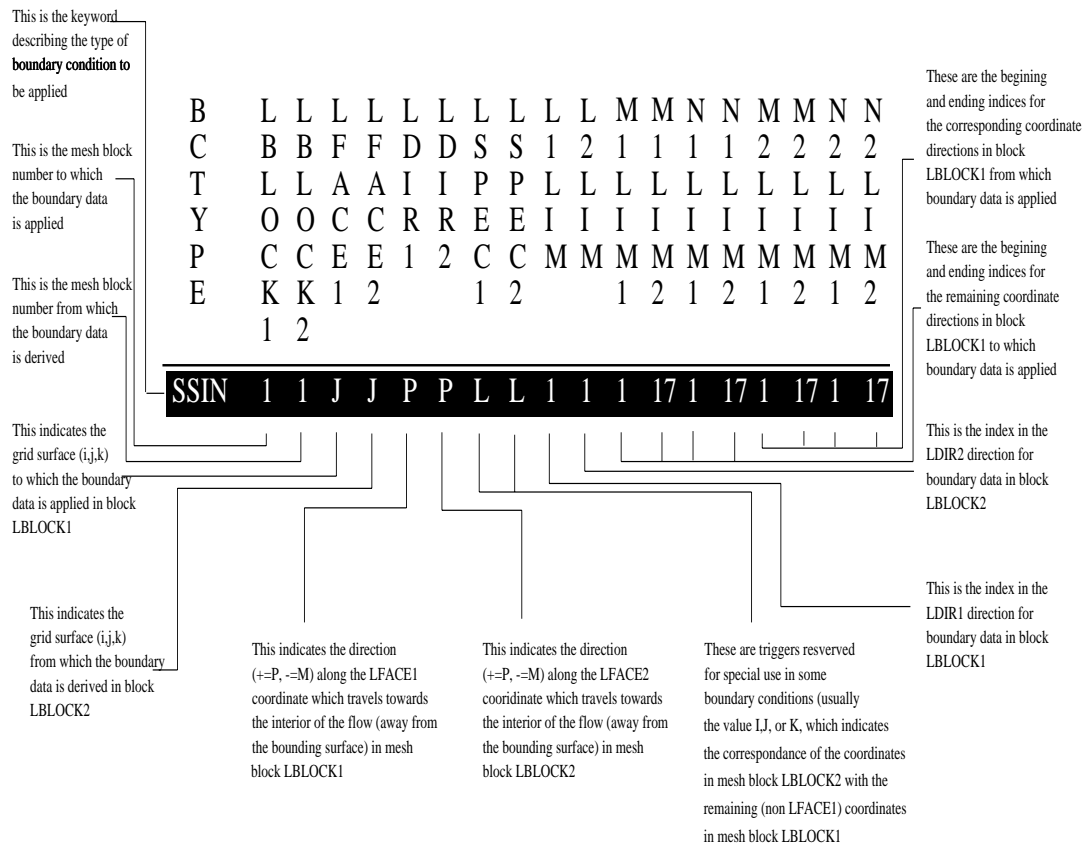 This is the keyword
describing the type of
boundary condition to
be applied
This is the mesh block
number to which
the boundary data
is applied
This is the mesh block
number from which
the boundary data
is derived
This indicates the
grid surface (i,j,k)
to which the boundary
data is applied in block
LBLOCK1
This indicates the
grid surface (i,j,k)
from which the boundary
data is derived in block
LBLOCK2
B L L L L L L L L L L M M N N M M N N
C B B F F D D S S 1 2 1 1 1 1 2 2 2 2
T L L A A I I P P L L L L L L L L L L
Y O O C C R R E E I I I I I I I I I I
P C C E E 1 2 C C M M M M M M M M M M
E K K 1 2 1 2 1 2 1 2 1 2 1 2
1 2
SSIN 1 1 J J P P L L 1 1 1 17 1 17 1 17 1 17
This indicates the direction
(+=P, -=M) along the LFACE1
coordinate which travels towards
the interior of the flow (away from
the bounding surface) in mesh
block LBLOCK1
This indicates the direction
(+=P, -=M) along the LFACE2
cooridinate which travels towards
the interior of the flow (away from
the bounding surface) in mesh
block LBLOCK2
These are triggers resverved
for special use in some
boundary conditions (usually
the value I,J, or K, which indicates
the correspondance of the coordinates
in mesh block LBLOCK2 with the
remaining (non LFACE1) coordinates
in mesh block LBLOCK1
These are the begining
and ending indices for
the corresponding coordinate
directions in block
LBLOCK1 from which
boundary data is applied
These are the begining
and ending indices for
the remaining coordinate
directions in block
LBLOCK1 to which
boundary data is applied
This is the index in the
LDIR2 direction for
boundary data in block
LBLOCK2
This is the index in the
LDIR1 direction for
boundary data in block
LBLOCK1